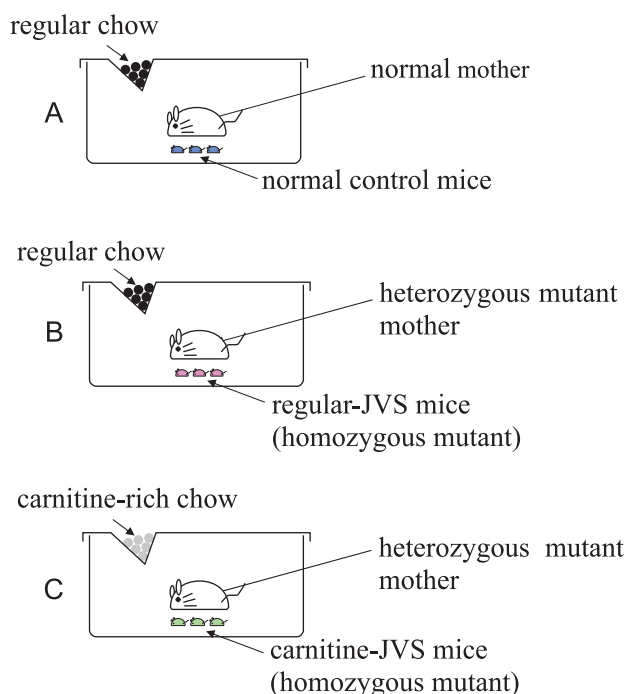 regular chow
A
normal mother
normal control mice
regular chow
B
heterozygous mutant
mother
regular-JVS mice
(homozygous mutant)
carnitine-rich chow
C
heterozygous mutant
mother
carnitine-JVS mice
(homozygous mutant)